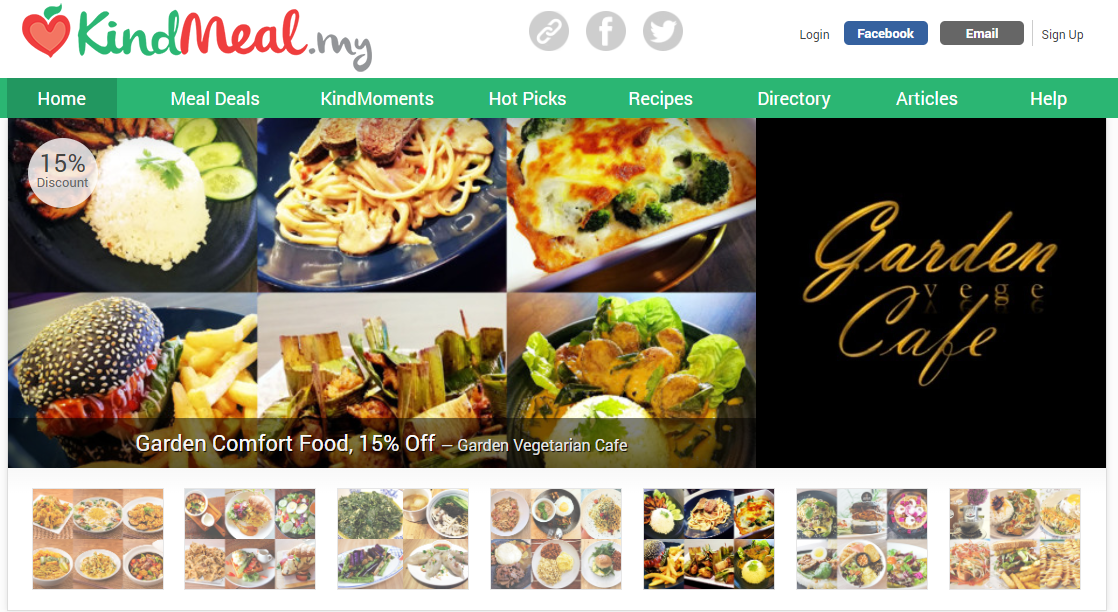 KindMeal.my
Login
Facebook
Email
Sign Up
Home
Meal Deals
KindMoments
Hot Picks
Recipes
Directory
Articles
Help
15%
Discount
Garden
vege
Cafe
Garden Comfort Food, 15% Off — Garden Vegetarian Cafe